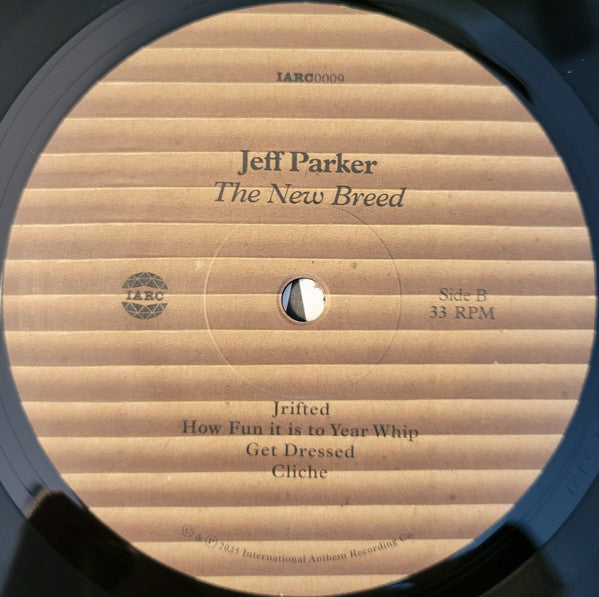 IARC0009
Jeff Parker
The New Breed
IARC
Side B
33 RPM
Jrifted
How Fun it is to Year Whip
Get Dressed
Cliche
© & ℗ 2025 International Anthem Recording Co.